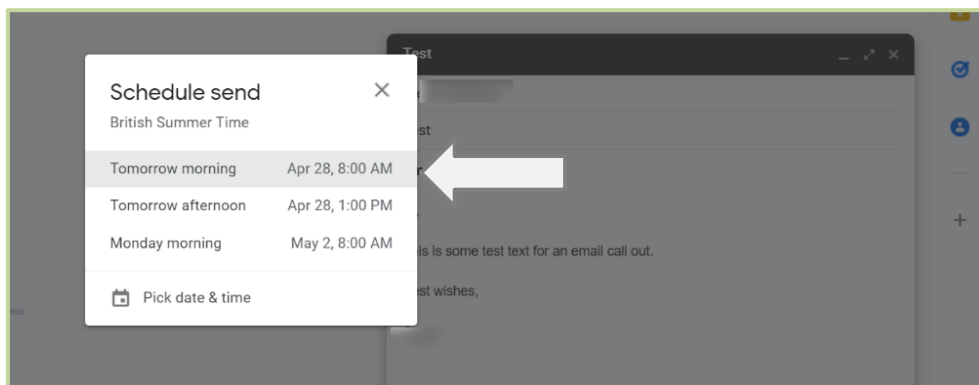 Test
Schedule send
British Summer Time
Tomorrow morning Apr 28, 8:00 AM
Tomorrow afternoon Apr 28, 1:00 PM
Monday morning May 2, 8:00 AM
Pick date & time
is is some test text for an email call out.
st wishes,